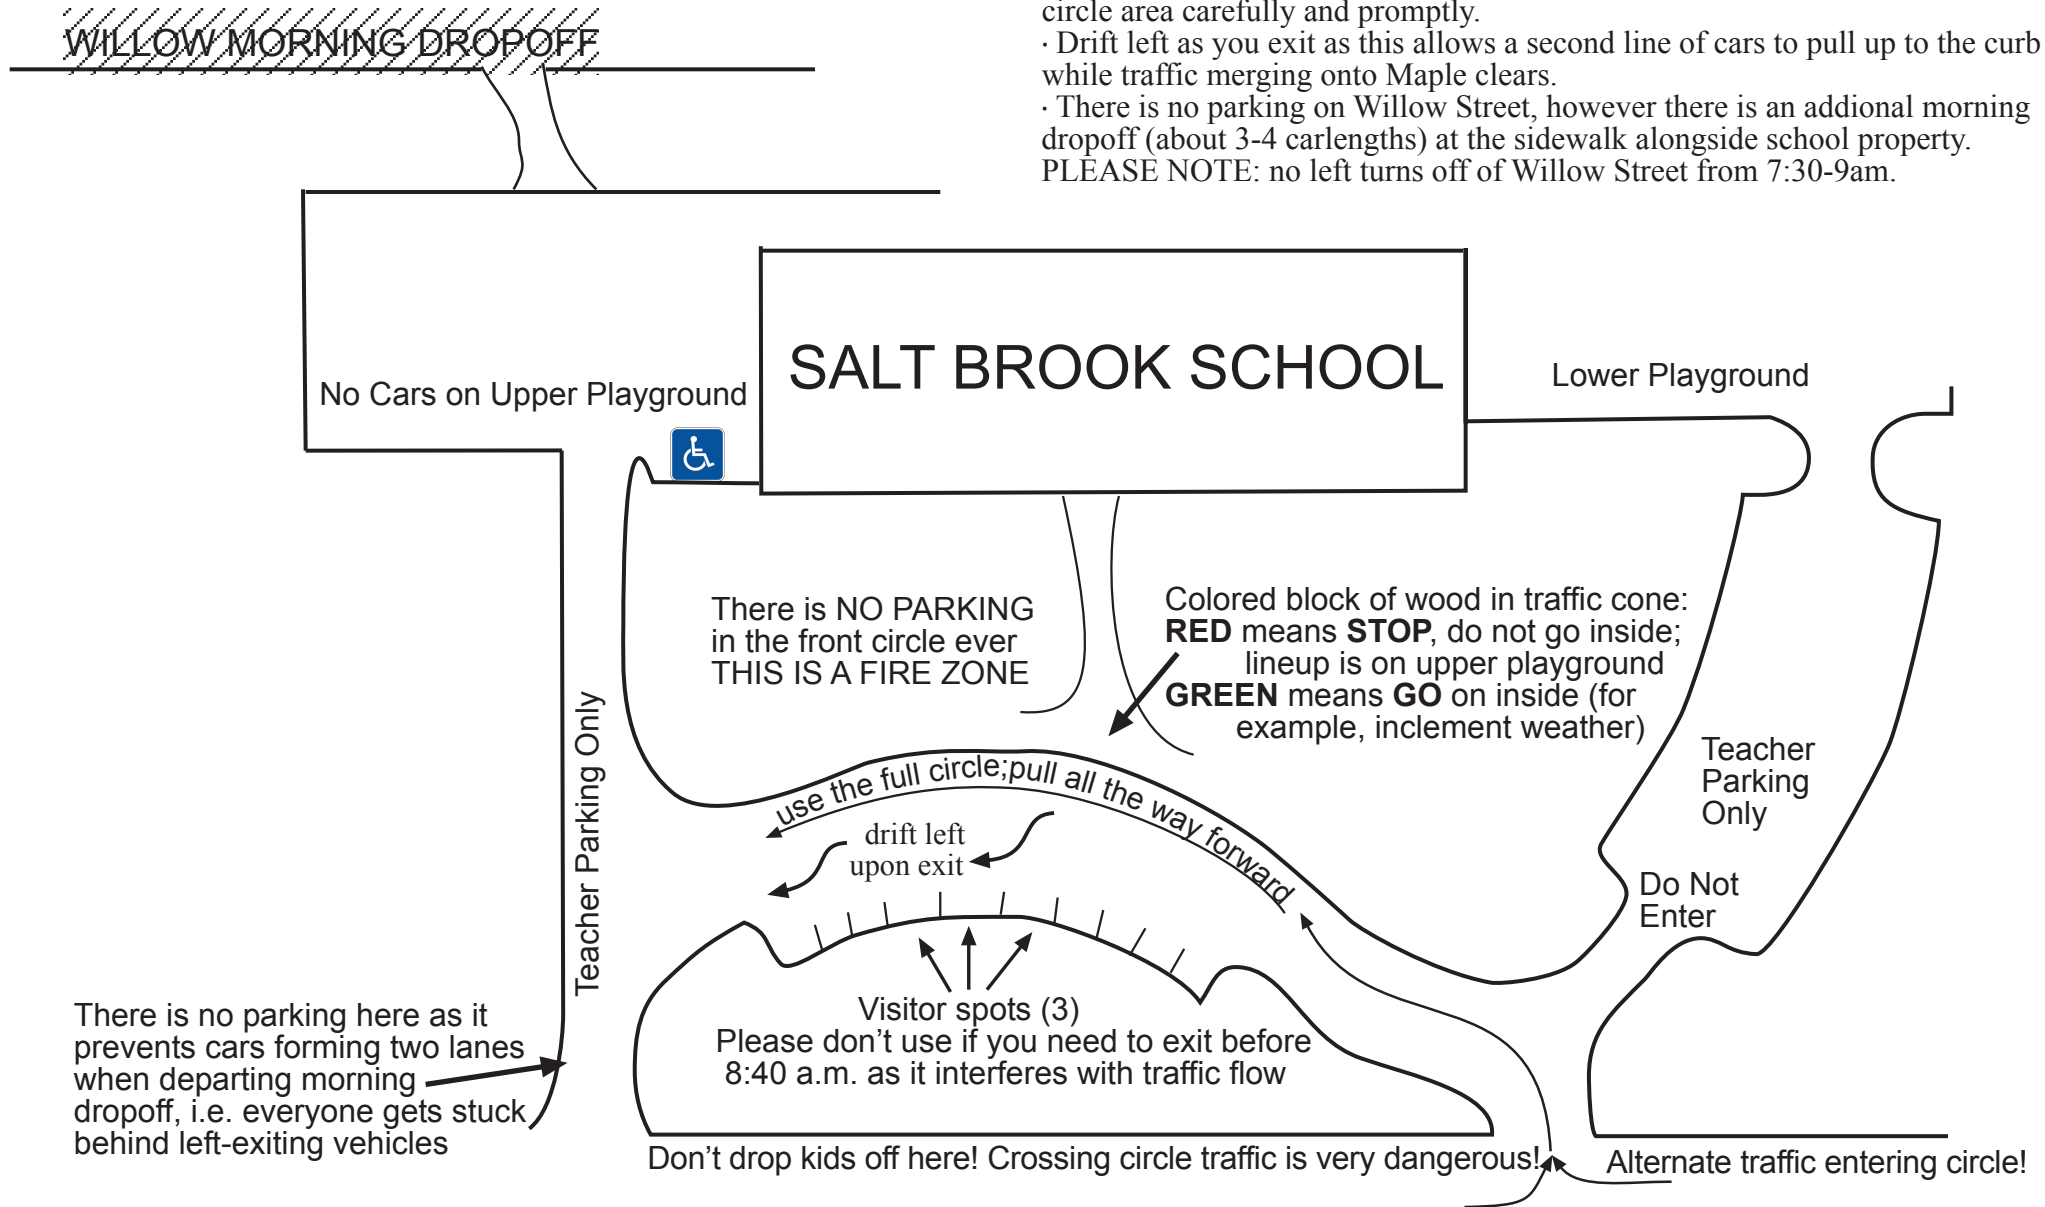 circle area carefully and promptly.
· Drift left as you exit as this allows a second line of cars to pull up to the curb
while traffic merging onto Maple clears.
· There is no parking on Willow Street, however there is an addional morning
dropoff (about 3-4 carlengths) at the sidewalk alongside school property.
PLEASE NOTE: no left turns off of Willow Street from 7:30-9am.
WILLOW MORNING DROPOFF
SALT BROOK SCHOOL
No Cars on Upper Playground
Lower Playground
There is NO PARKING
in the front circle ever
THIS IS A FIRE ZONE
Colored block of wood in traffic cone:
RED means STOP, do not go inside;
lineup is on upper playground
GREEN means GO on inside (for
example, inclement weather)
Teacher Parking Only
Teacher
Parking
Only
use the full circle;pull all the way forward
drift left
upon exit
Do Not
Enter
Visitor spots (3)
Please don't use if you need to exit before
8:40 a.m. as it interferes with traffic flow
There is no parking here as it
prevents cars forming two lanes
when departing morning
dropoff, i.e. everyone gets stuck
behind left-exiting vehicles
Don't drop kids off here! Crossing circle traffic is very dangerous!
Alternate traffic entering circle!